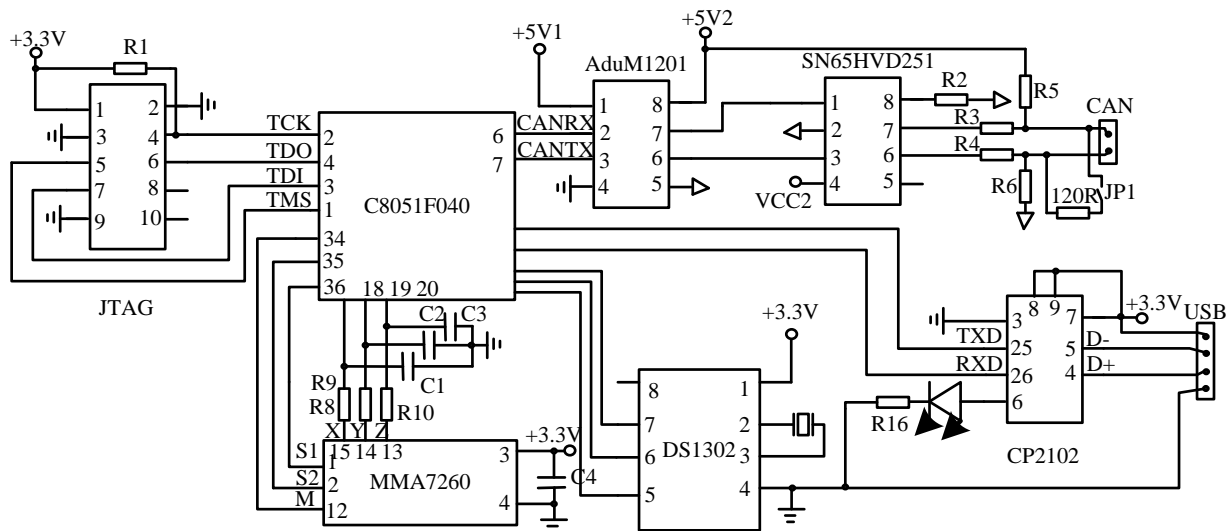 +3.3V
R1
1
2
3
4
5
6
7
8
9
10
JTAG
TCK
TDO
TDI
TMS
2
4
3
1
34
35
36
6
7
C8051F040
18 19 20
CANRX
CANTX
+5V1
+5V2
AduM1201
1
2
3
4
8
7
6
5
SN65HVD251
1
2
3
4
8
7
6
5
VCC2
R2
R3
R4
R5
R6
CAN
120R
JP1
C2
C3
C1
R9
R8
R10
X
Y
Z
15
14
13
S1
S2
M
1
2
12
MMA7260
3
4
+3.3V
C4
8
7
6
5
DS1302
1
2
3
4
+3.3V
R16
TXD
RXD
8
9
3
25
26
6
7
5
4
+3.3V
D-
D+
USB
CP2102